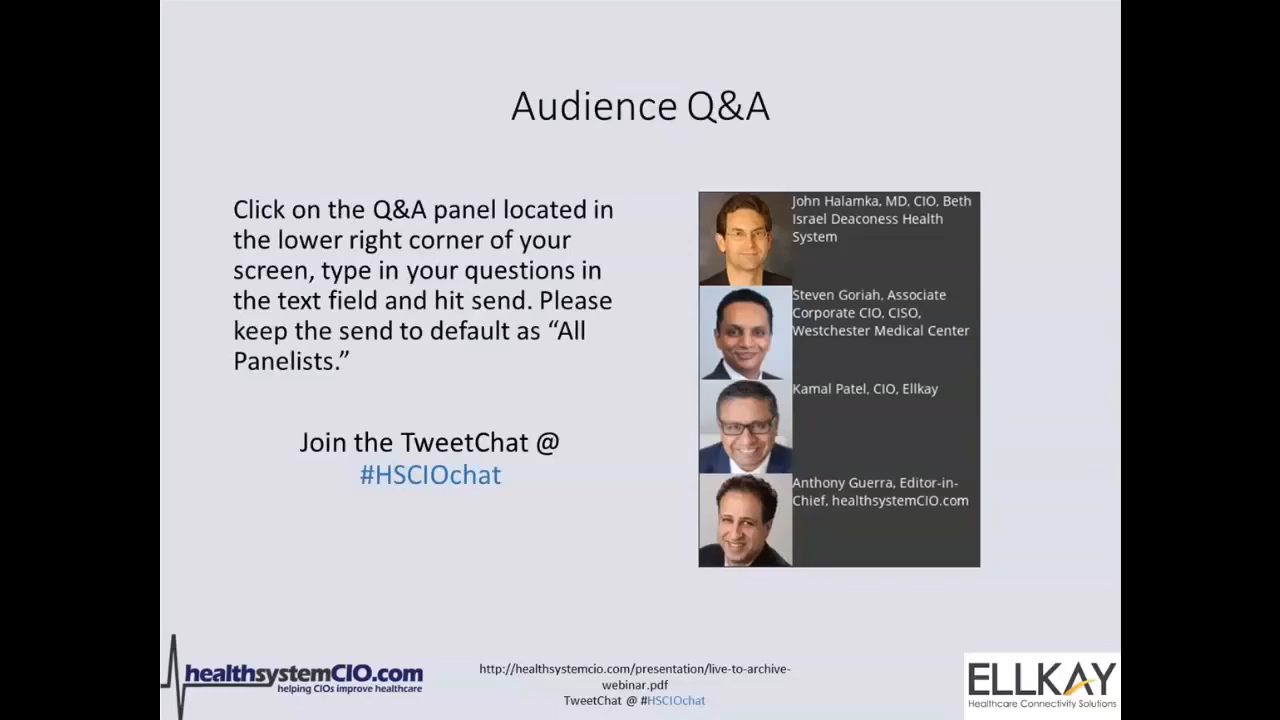 Audience Q&A
Click on the Q&A panel located in
the lower right corner of your
screen, type in your questions in
the text field and hit send. Please
keep the send to default as “All
Panelists.”
Join the TweetChat @
#HSCIOchat
John Halamka, MD, CIO, Beth
Israel Deaconess Health
System
Steven Goriah, Associate
Corporate CIO, CISO,
Westchester Medical Center
Kamal Patel, CIO, Ellkay
Anthony Guerra, Editor-in-
Chief, healthsystemCIO.com
healthsystemCIO.com
helping CIOs improve healthcare
http://healthsystemcio.com/presentation/live-to-archive-
webinar.pdf
TweetChat @ #HSCIOchat
ELLKAY
Healthcare Connectivity Solutions